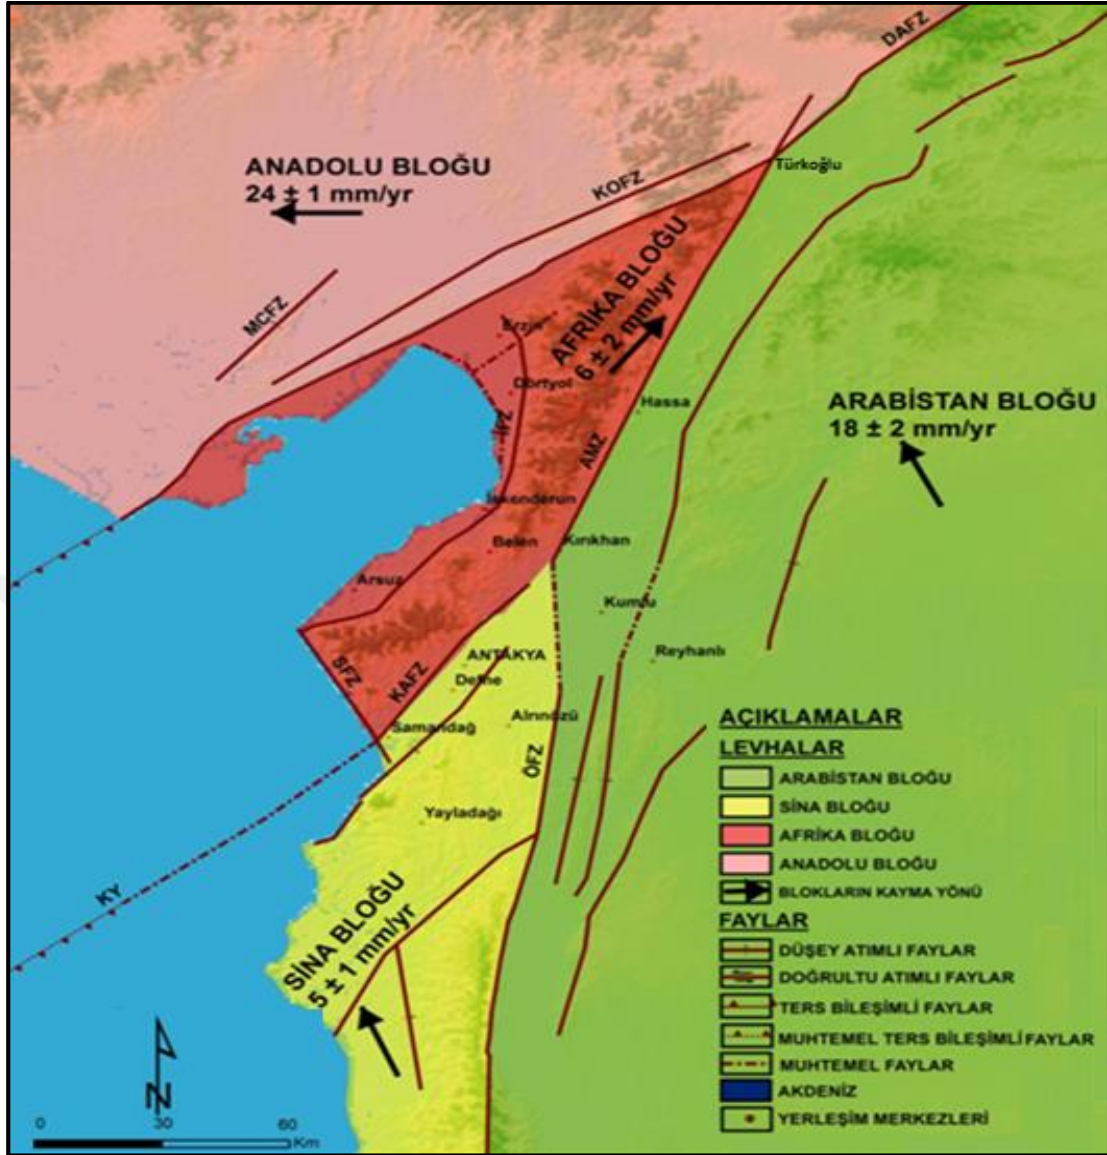 DAFZ
Türkoğlu
ANADOLU BLOĞU
24 ± 1 mm/yr
KOFZ
MCFZ
AFRİKA BLOĞU
6 ± 2 mm/yr
Erzin
Dörtyol
Hassa
ARABİSTAN BLOĞU
18 ± 2 mm/yr
AMZ
İskenderun
Belen
Kırıkhan
Arsuz
Kumlu
Reyhanlı
SFZ
KAFZ
ANTAKYA
Defne
Samandağ
ÖFZ
Yayladağı
KY
SİNA BLOĞU
5 ± 1 mm/yr
AÇIKLAMALAR
LEVHALAR
ARABİSTAN BLOĞU
SİNA BLOĞU
AFRİKA BLOĞU
ANADOLU BLOĞU
BLOKLARIN KAYMA YÖNÜ
FAYLAR
DÜŞEY ATIMLI FAYLAR
DOĞRULTU ATIMLI FAYLAR
TERS BİLEŞİMLİ FAYLAR
MUHTEMEL TERS BİLEŞİMLİ FAYLAR
MUHTEMEL FAYLAR
AKDENİZ
YERLEŞİM MERKEZLERİ
N
0 30 60
Km